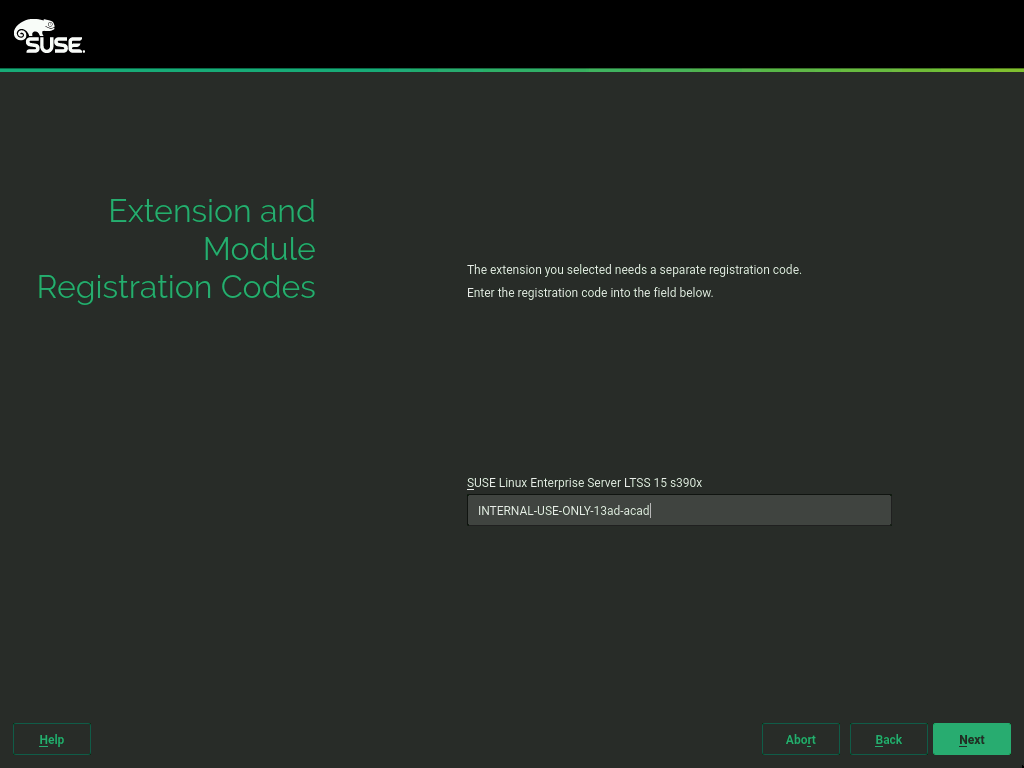 SUSE.
Extension and
Module
Registration Codes
The extension you selected needs a separate registration code.
Enter the registration code into the field below.
SUSE Linux Enterprise Server LTSS 15 s390x
INTERNAL-USE-ONLY-13ad-acad
Help
Abort
Back
Next